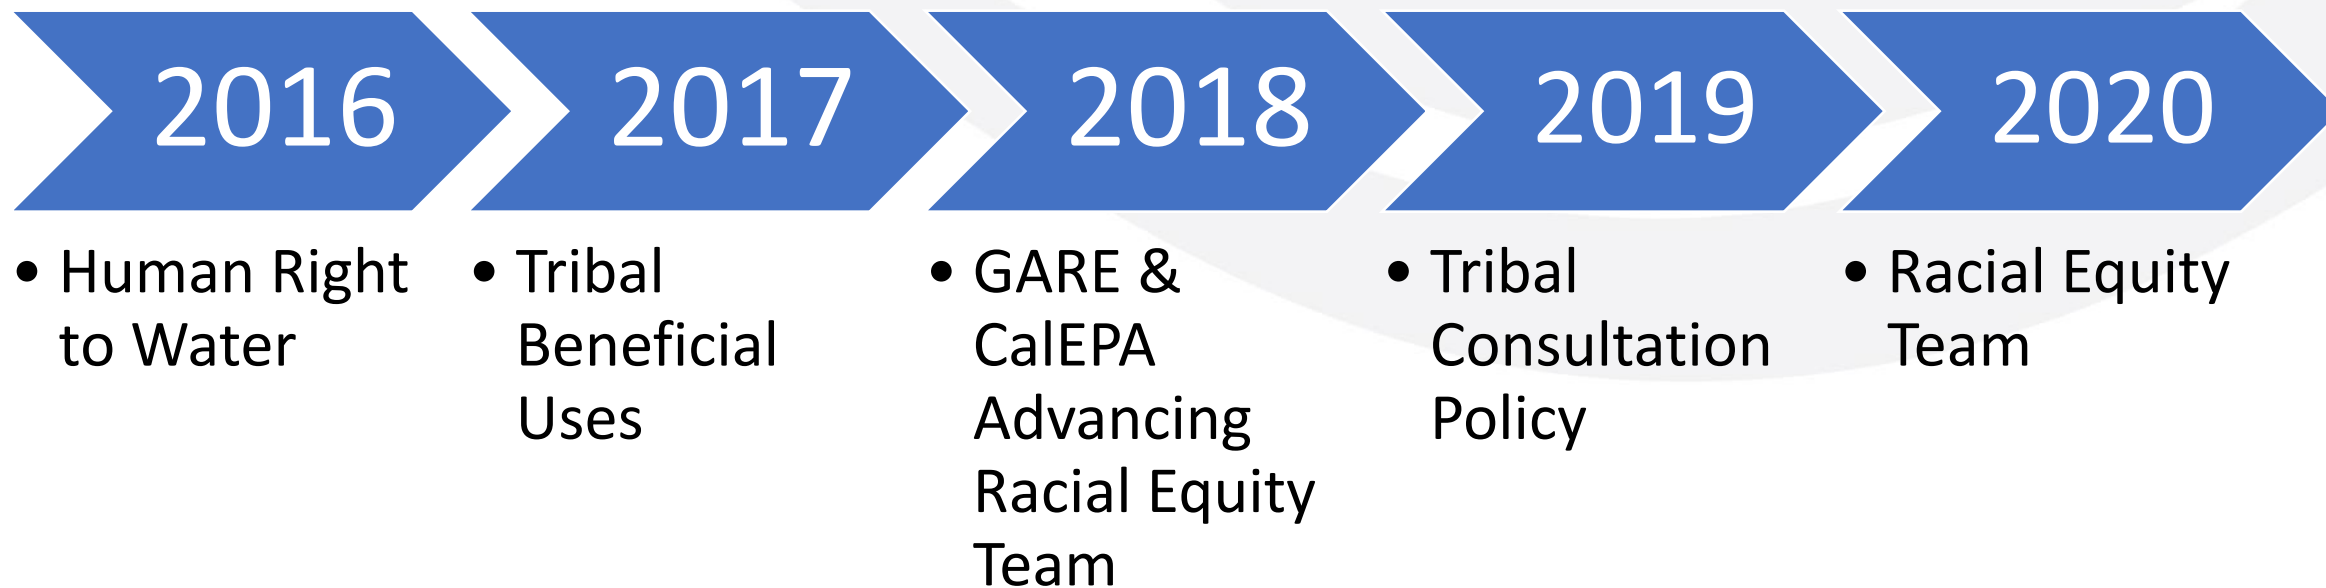 2016
• Human Right
to Water
2017
• Tribal
Beneficial
Uses
2018
• GARE &
CalEPA
Advancing
Racial Equity
Team
2019
• Tribal
Consultation
Policy
2020
• Racial Equity
Team